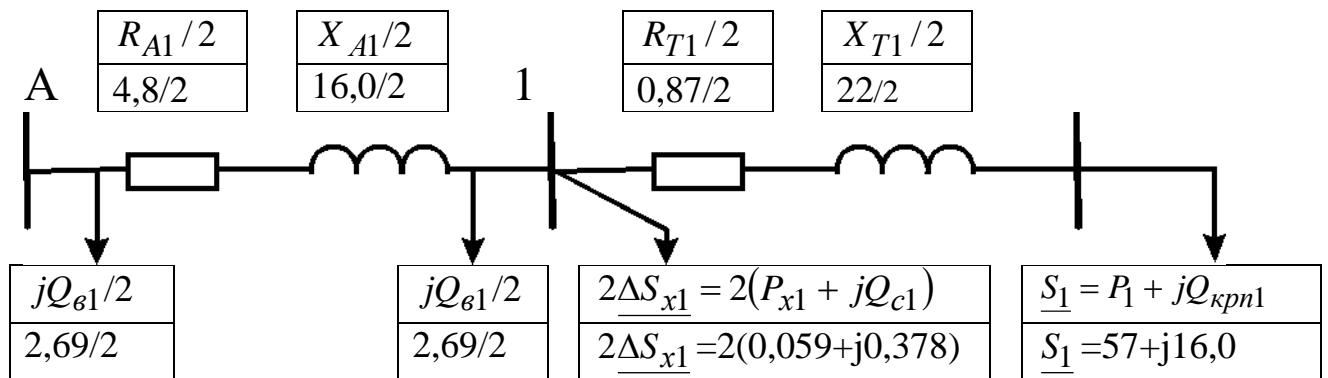 R_A1 / 2
X_A1/2
R_T1 / 2
X_T1 / 2
4,8/2
16,0/2
0,87/2
22/2
A
1
jQ_в1/2
jQ_в1/2
2ΔS_x1 = 2(P_x1 + jQ_c1)
S_1 = P_1 + jQ_крп1
2,69/2
2,69/2
2ΔS_x1 =2(0,059+j0,378)
S_1 =57+j16,0